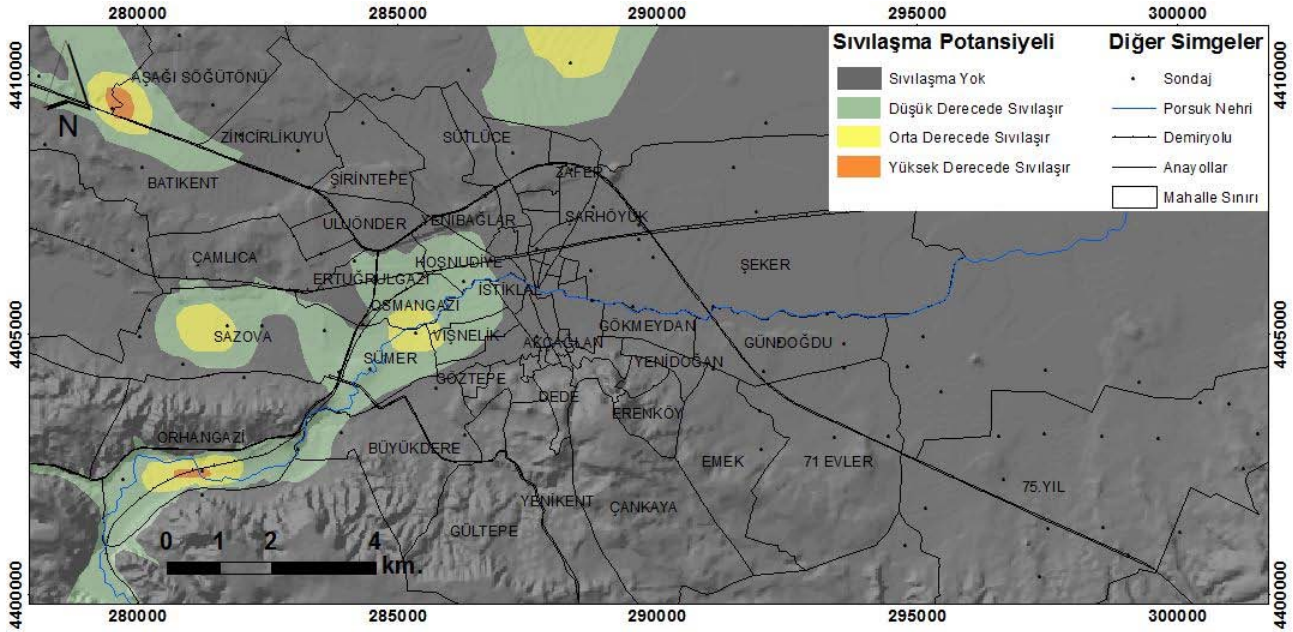 280000 285000 290000 295000 300000
4410000
4410000
Sıvılaşma Potansiyeli
Sıvılaşma Yok
Düşük Derecede Sıvılaşır
Orta Derecede Sıvılaşır
Yüksek Derecede Sıvılaşır
Diğer Simgeler
Sondaj
Porsuk Nehri
Demiryolu
Anayollar
Mahalle Sınırı
N
AŞAĞI SÖĞÜTÖNÜ
ZİNCİRLİKUYU
SÜTLÜCE
BATIKENT
ŞİRİNTEPE
ZAFER
ULUÖNDER
YENİBAĞLAR
ŞARHÖYÜK
ÇAMLICA
HOŞNUDİYE
ŞEKER
ERTUĞRULGAZİ
İSTİKLAL
OSMANGAZİ
4405000
4405000
SAZOVA
VİŞNELİK
GÖKMEYDAN
AKÇAĞLAN
GÜNDOĞDU
SÜMER
YENİDOĞAN
GÖZTEPE
DEDE
ERENKÖY
ORHANGAZİ
BÜYÜKDERE
EMEK
71 EVLER
75.YIL
YENİKENT
ÇANKAYA
GÜLTEPE
0 1 2 4
km.
4400000
4400000
280000 285000 290000 295000 300000